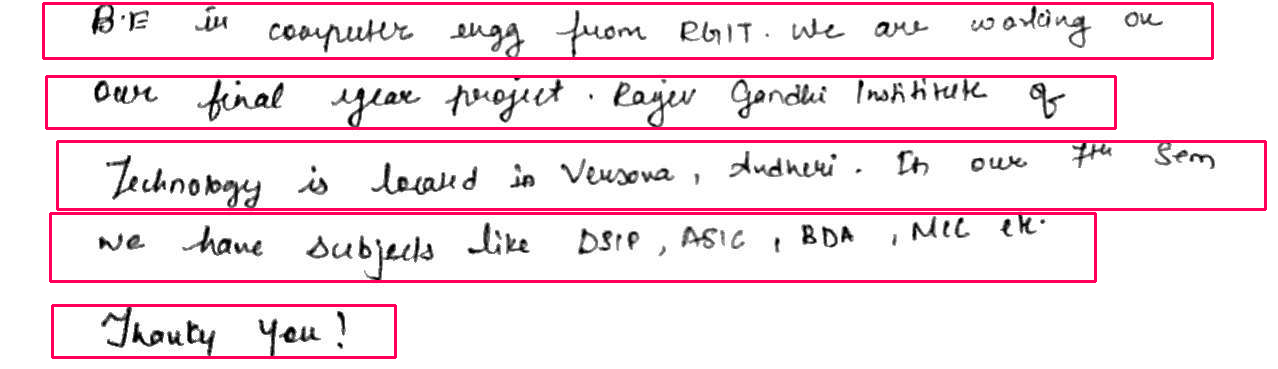 B.E in computer engg from RGIT. We are working on
our final year project. Rajiv Gandhi Institute of
Technology is located in Versova, Andheri. In our 7th Sem
we have subjects like DSIP, ASIC, BDA, MCC etc.
Thank you!